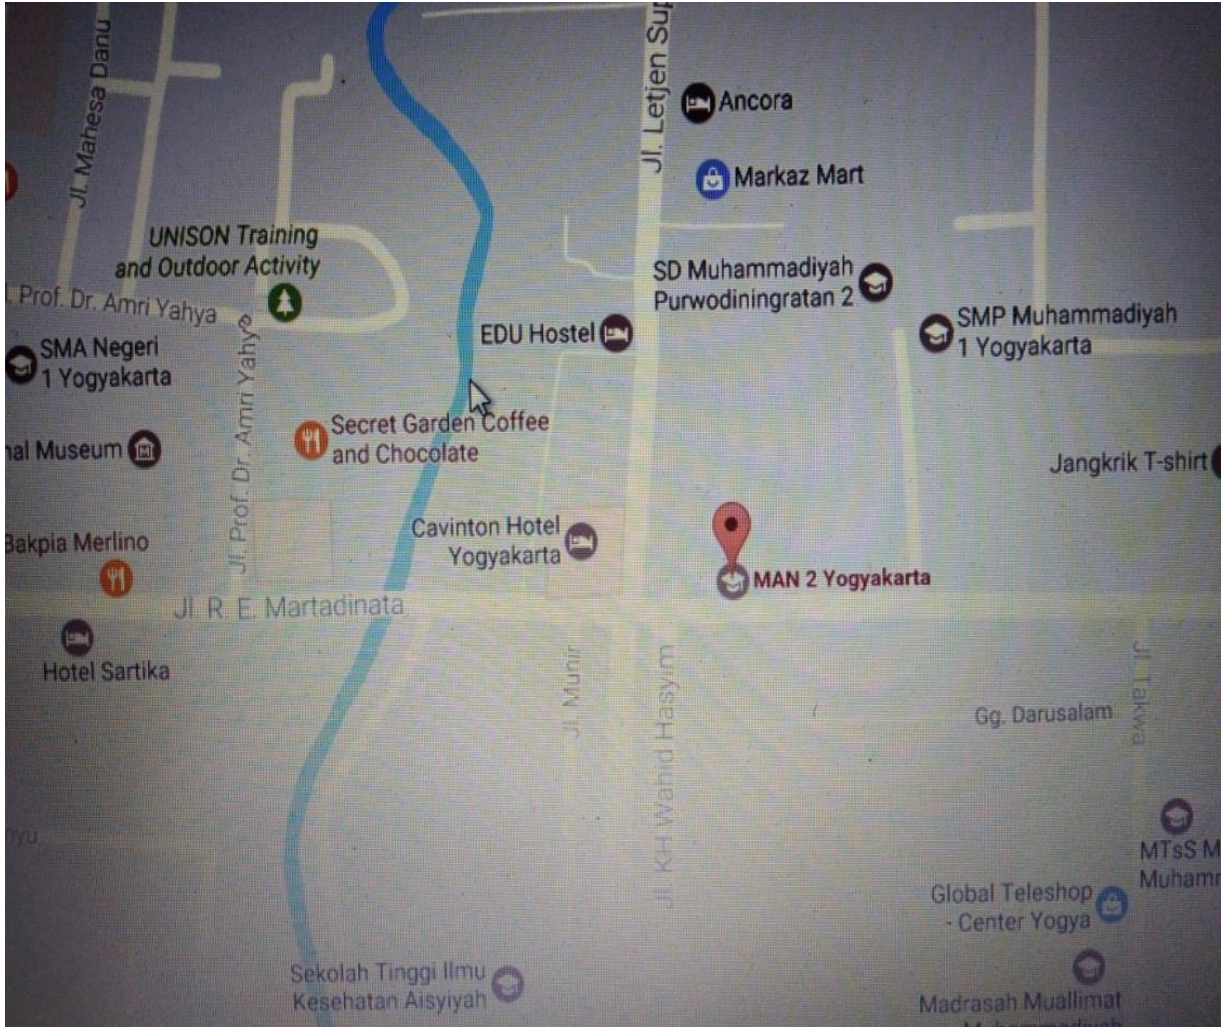 Jl. Mahesa Danu
Jl. Letjen Sup
Ancora
Markaz Mart
UNISON Training
and Outdoor Activity
SD Muhammadiyah
Purwodiningratan 2
Prof. Dr. Amri Yahya
EDU Hostel
SMP Muhammadiyah
1 Yogyakarta
SMA Negeri
1 Yogyakarta
Jl. Prof. Dr. Amri Yahya
Secret Garden Coffee
and Chocolate
nal Museum
Jangkrik T-shirt
Cavinton Hotel
Yogyakarta
Bakpia Merlino
MAN 2 Yogyakarta
Jl. R. E. Martadinata
Hotel Sartika
Jl. Munir
Jl. KH Wahid Hasyim
Jl. Takwa
Gg. Darusalam
MTsS M
Muhamm
Global Teleshop
- Center Yogya
Sekolah Tinggi Ilmu
Kesehatan Aisyiyah
Madrasah Muallimat